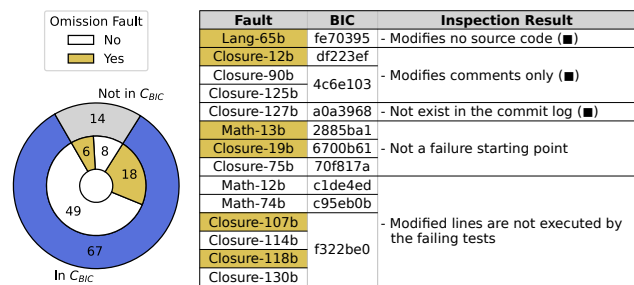 Omission Fault
No
Yes
Not in C_BIC
14
6
8
18
49
67
In C_BIC
Fault BIC Inspection Result
Lang-65b fe70395 - Modifies no source code (■)
Closure-12b df223ef
Closure-90b 4c6e103 - Modifies comments only (■)
Closure-125b
Closure-127b a0a3968 - Not exist in the commit log (■)
Math-13b 2885ba1
Closure-19b 6700b61 - Not a failure starting point
Closure-75b 70f817a
Math-12b c1de4ed
Math-74b c95eb0b
Closure-107b f322be0 - Modified lines are not executed by
Closure-114b the failing tests
Closure-118b
Closure-130b